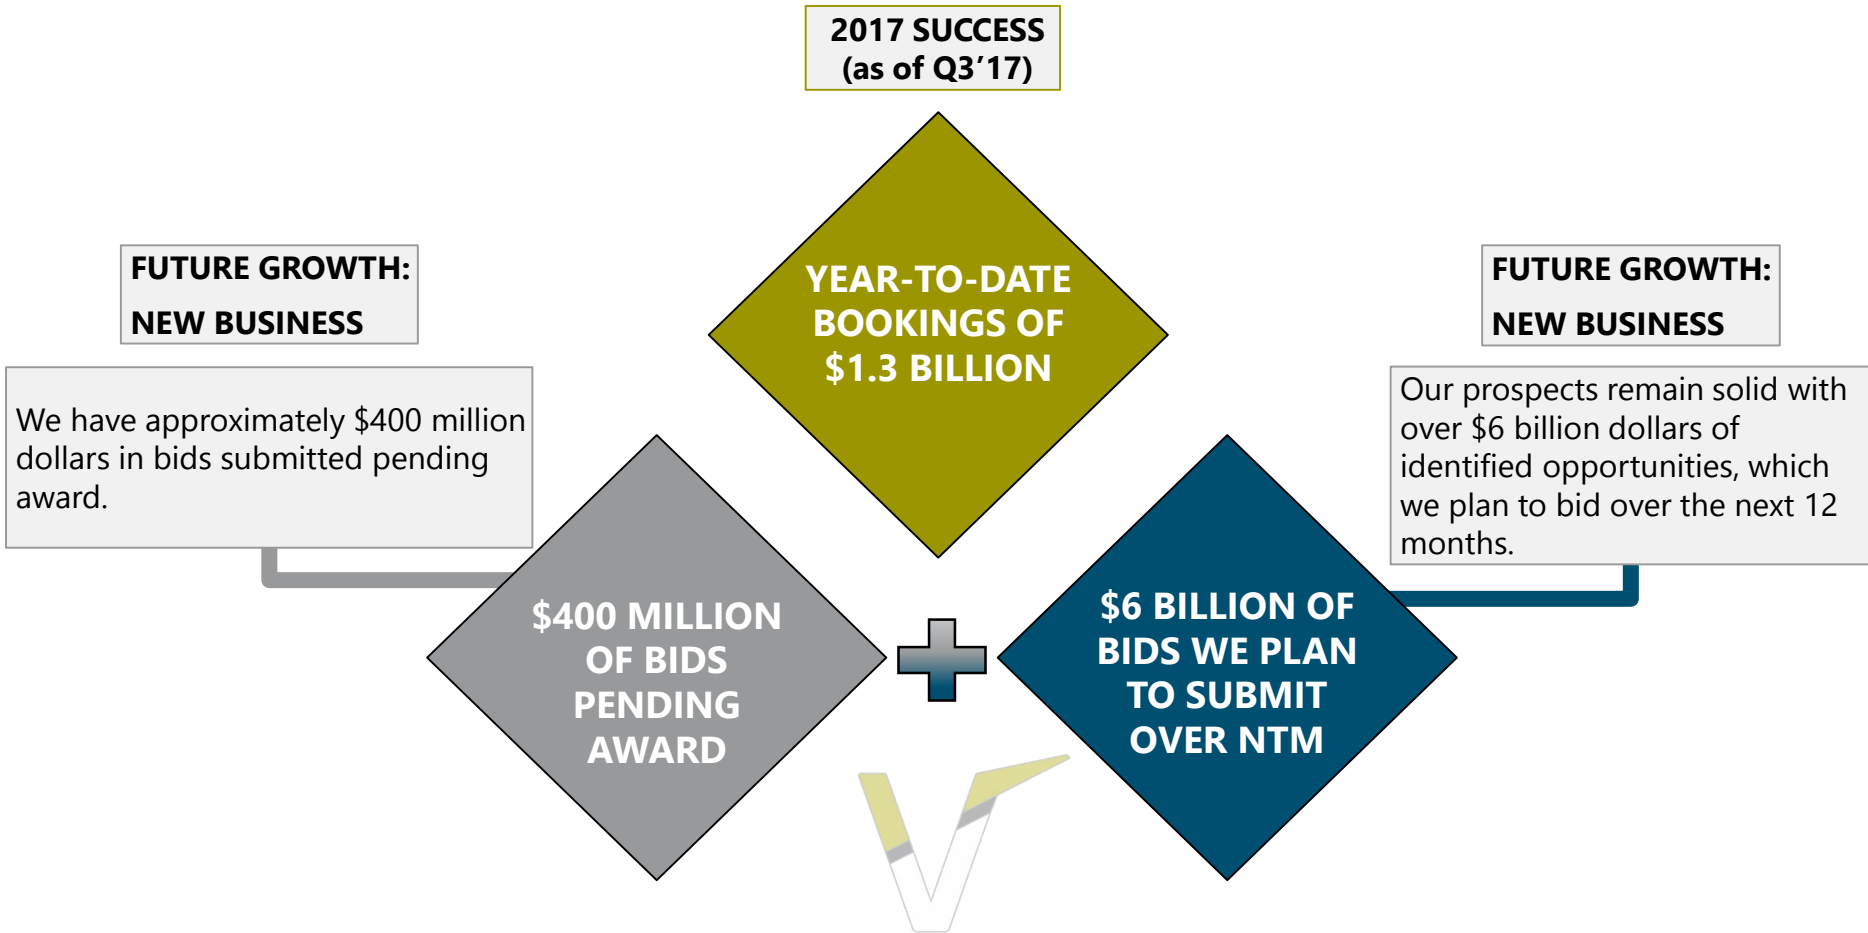 2017 SUCCESS
(as of Q3’17)
YEAR-TO-DATE
BOOKINGS OF
$1.3 BILLION
FUTURE GROWTH:
NEW BUSINESS
We have approximately $400 million
dollars in bids submitted pending
award.
$400 MILLION
OF BIDS
PENDING
AWARD
FUTURE GROWTH:
NEW BUSINESS
Our prospects remain solid with
over $6 billion dollars of
identified opportunities, which
we plan to bid over the next 12
months.
$6 BILLION OF
BIDS WE PLAN
TO SUBMIT
OVER NTM